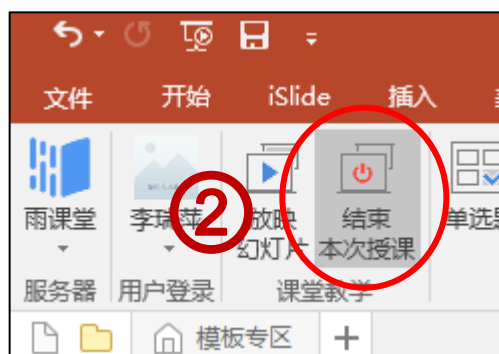 文件 开始 iSlide 插入
雨课堂 李瑞萍 放映 结束 单选题
幻灯片 本次授课
服务器 用户登录 课堂教学
②
模板专区